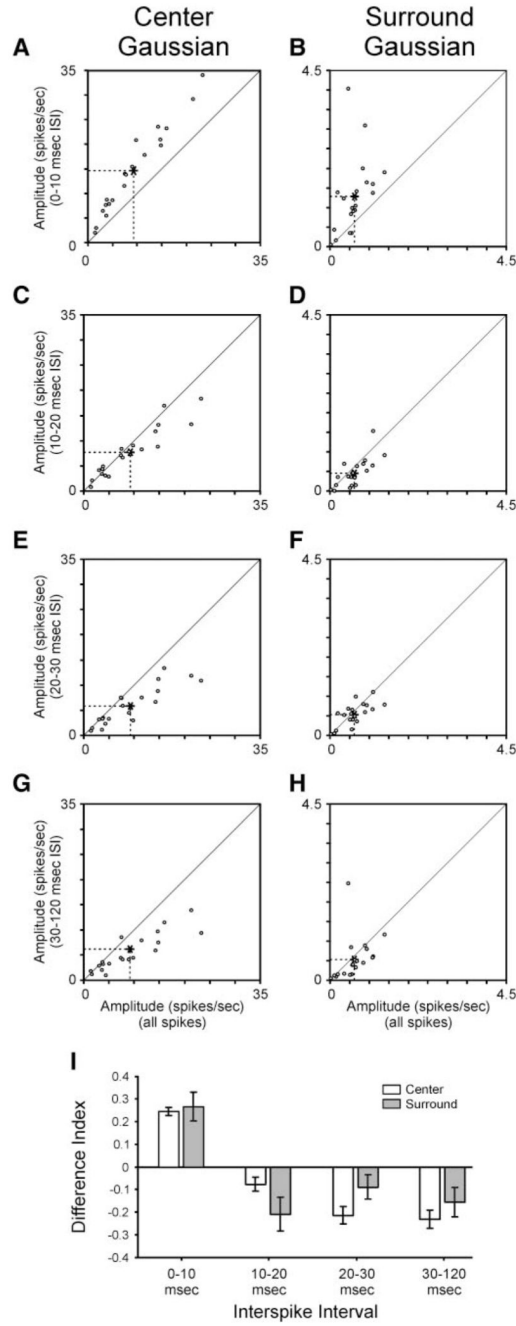 Center
Gaussian
Surround
Gaussian
A
Amplitude (spikes/sec)
(0-10 msec ISI)
35
0
0
35
B
4.5
0
0
4.5
C
Amplitude (spikes/sec)
(10-20 msec ISI)
35
0
0
35
D
4.5
0
0
4.5
E
Amplitude (spikes/sec)
(20-30 msec ISI)
35
0
0
35
F
4.5
0
0
4.5
G
Amplitude (spikes/sec)
(30-120 msec ISI)
35
0
0
35
Amplitude (spikes/sec)
(all spikes)
H
4.5
0
0
4.5
Amplitude (spikes/sec)
(all spikes)
I
Difference Index
0.4
0.3
0.2
0.1
0
-0.1
-0.2
-0.3
-0.4
Center
Surround
0-10
msec
10-20
msec
20-30
msec
30-120
msec
Interspike Interval